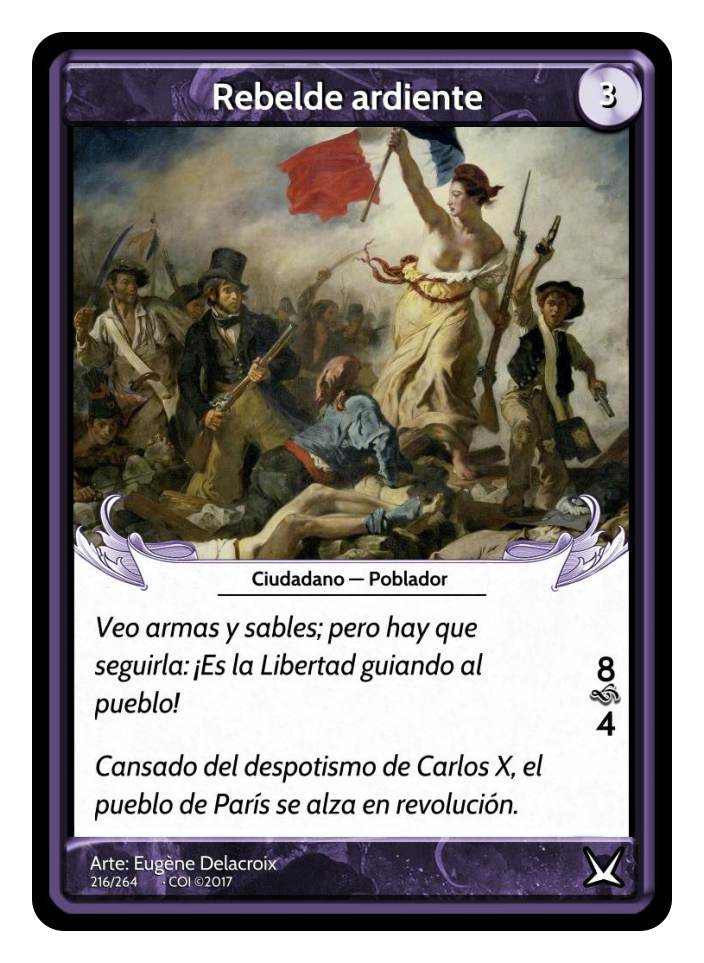 Rebelde ardiente
3
Ciudadano — Poblador
Veo armas y sables; pero hay que
seguirla: ¡Es la Libertad guiando al
pueblo!
8
4
Cansado del despotismo de Carlos X, el
pueblo de París se alza en revolución.
Arte: Eugène Delacroix
216/264 · COI ©2017